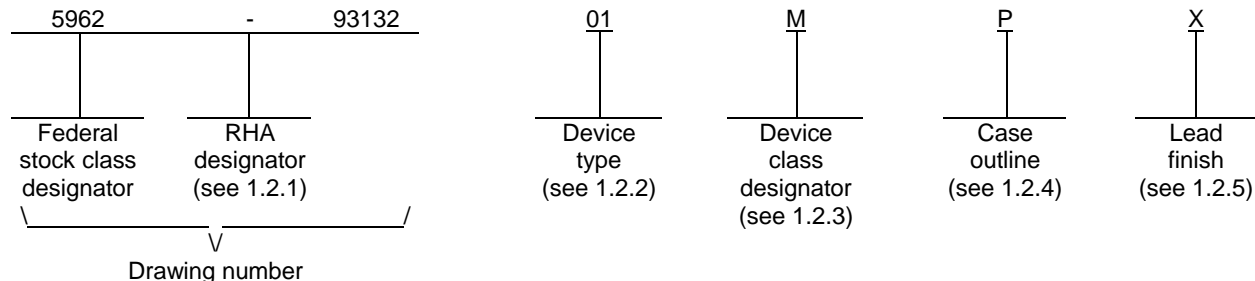 5962 - 93132 01 M P X
Federal stock class designator
RHA designator (see 1.2.1)
Device type (see 1.2.2)
Device class designator (see 1.2.3)
Case outline (see 1.2.4)
Lead finish (see 1.2.5)
Drawing number